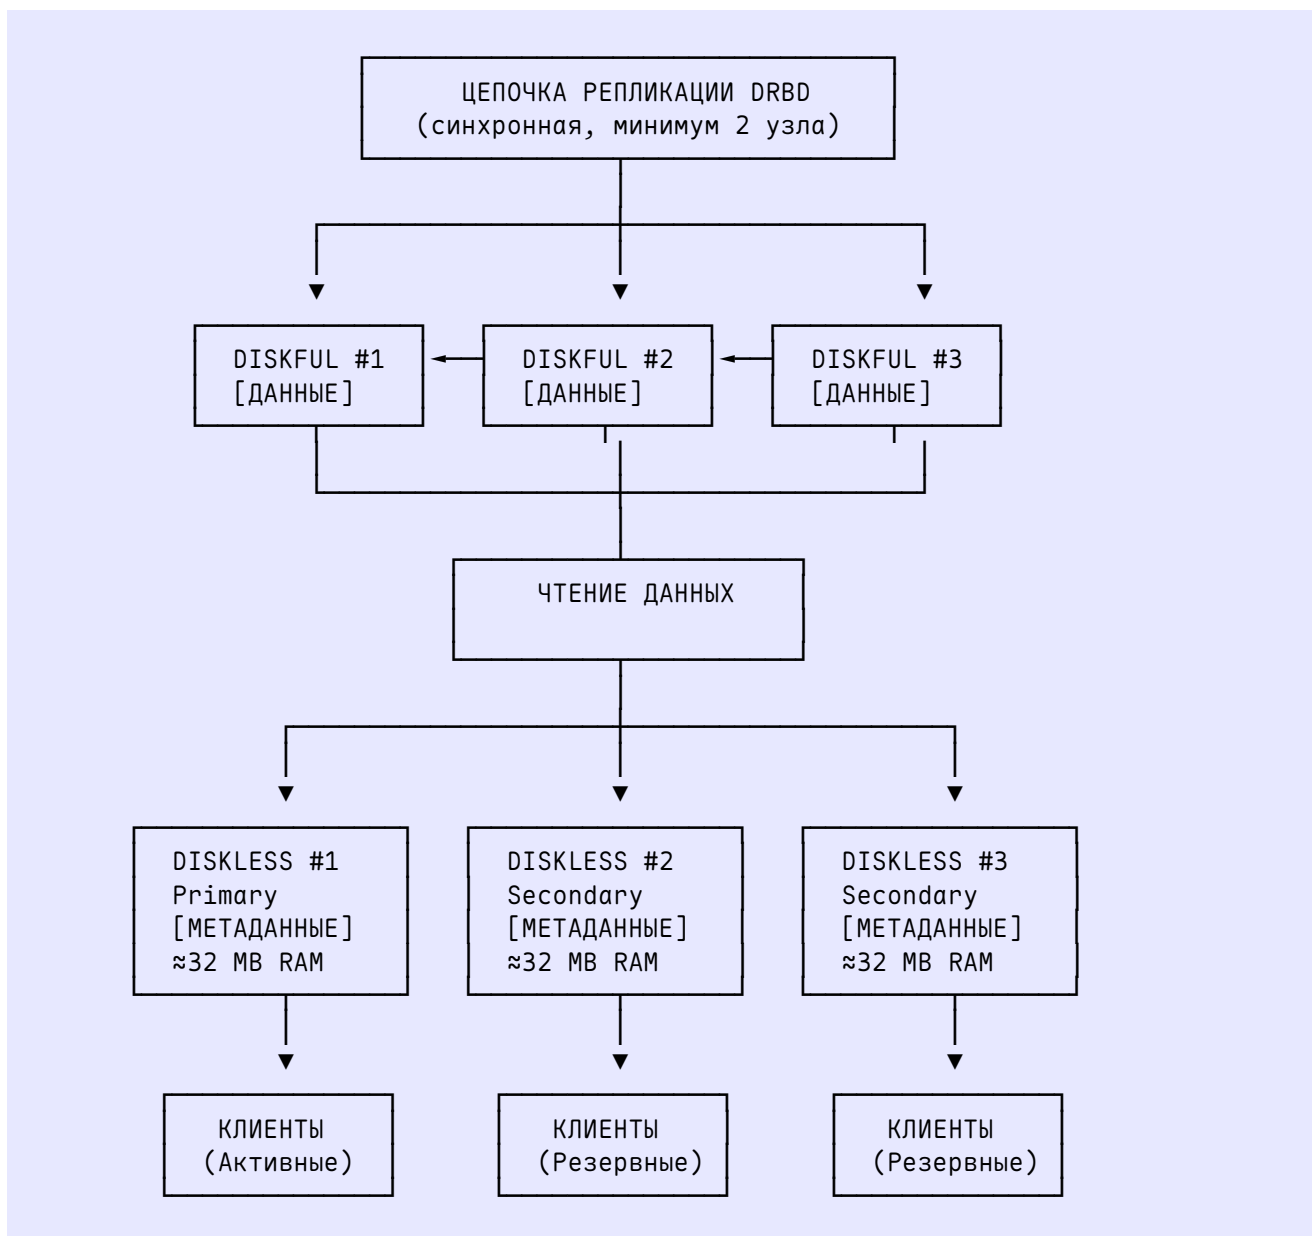 ЦЕПОЧКА РЕПЛИКАЦИИ DRBD
(синхронная, минимум 2 узла)
DISKFUL #1
[ДАННЫЕ]
DISKFUL #2
[ДАННЫЕ]
DISKFUL #3
[ДАННЫЕ]
ЧТЕНИЕ ДАННЫХ
DISKLESS #1
Primary
[МЕТАДАННЫЕ]
≈32 MB RAM
DISKLESS #2
Secondary
[МЕТАДАННЫЕ]
≈32 MB RAM
DISKLESS #3
Secondary
[МЕТАДАННЫЕ]
≈32 MB RAM
КЛИЕНТЫ
(Активные)
КЛИЕНТЫ
(Резервные)
КЛИЕНТЫ
(Резервные)